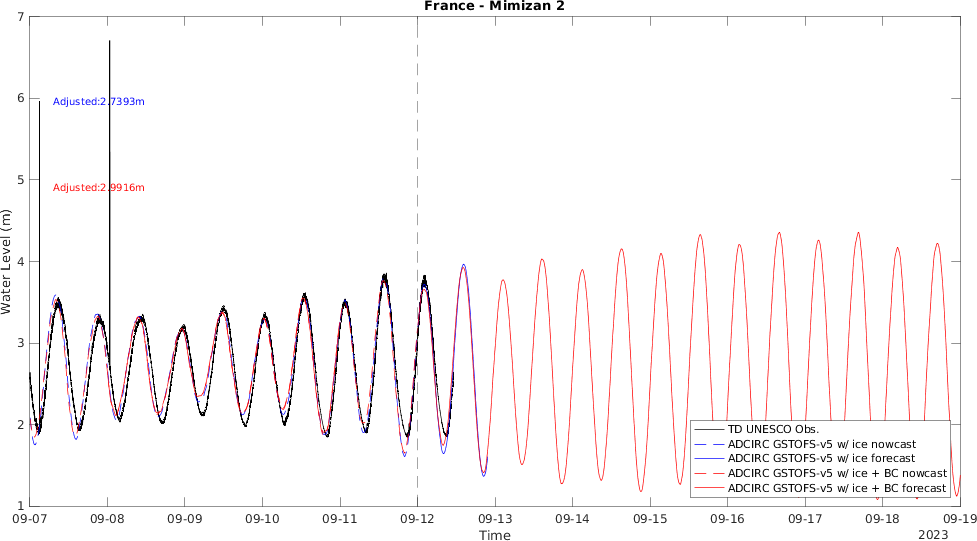 France - Mimizan 2
Water Level (m)
7
6
5
4
3
2
1
Adjusted:2.7393m
Adjusted:2.9916m
TD UNESCO Obs.
ADCIRC GSTOFS-v5 w/ ice nowcast
ADCIRC GSTOFS-v5 w/ ice forecast
ADCIRC GSTOFS-v5 w/ ice + BC nowcast
ADCIRC GSTOFS-v5 w/ ice + BC forecast
09-07 09-08 09-09 09-10 09-11 09-12 09-13 09-14 09-15 09-16 09-17 09-18 09-19
Time
2023